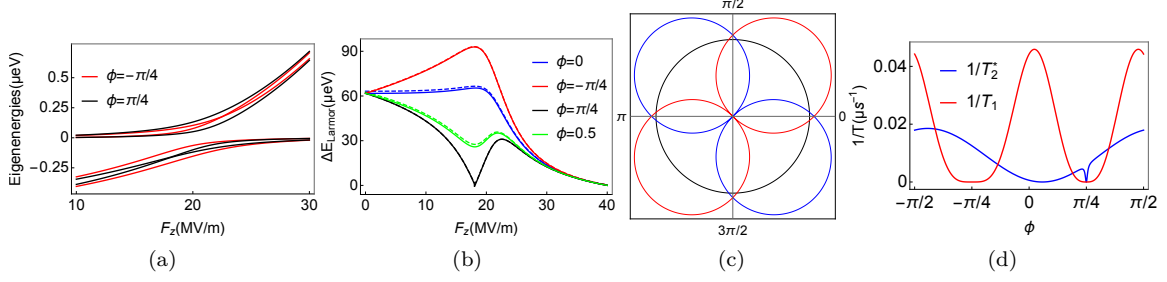 Eigenenergies(μeV)
0.5
0.25
0
−0.25
10
20
30
F_z(MV/m)
ϕ=−π/4
ϕ=π/4
(a)
ΔE_Larmor(μeV)
90
60
30
0
0
10
20
30
40
F_z(MV/m)
ϕ=0
ϕ=−π/4
ϕ=π/4
ϕ=0.5
(b)
π/2
π
0
3π/2
(c)
1/T(μs⁻¹)
0.04
0.02
0
−π/2
−π/4
0
π/4
π/2
ϕ
1/T₂*
1/T₁
(d)